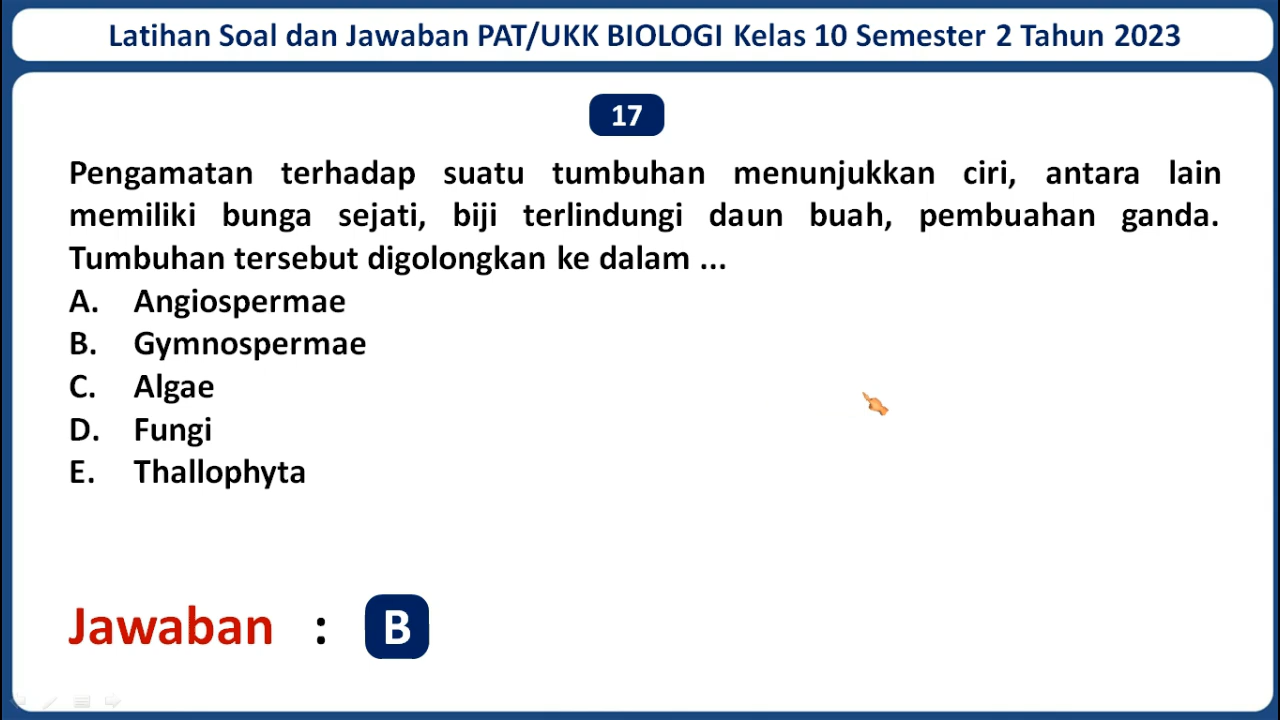 Latihan Soal dan Jawaban PAT/UKK BIOLOGI Kelas 10 Semester 2 Tahun 2023
17
Pengamatan terhadap suatu tumbuhan menunjukkan ciri, antara lain
memiliki bunga sejati, biji terlindungi daun buah, pembuahan ganda.
Tumbuhan tersebut digolongkan ke dalam ...
A. Angiospermae
B. Gymnospermae
C. Algae
D. Fungi
E. Thallophyta
Jawaban : B